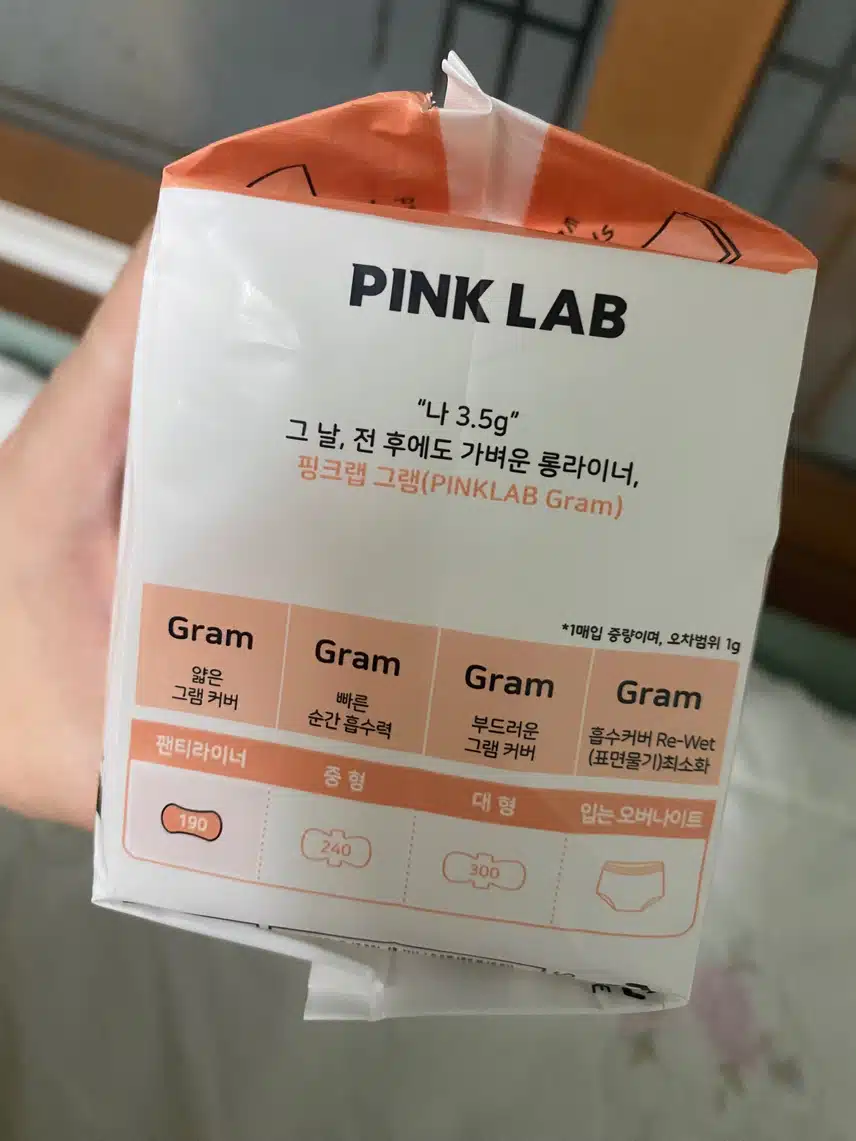 PINK LAB
"나 3.5g"
그 날, 전 후에도 가벼운 롱라이너,
핑크랩 그램(PINKLAB Gram)
*1매입 중량이며, 오차범위 1g
Gram
얇은
그램 커버
Gram
빠른
순간 흡수력
Gram
부드러운
그램 커버
Gram
흡수커버 Re-Wet
(표면물기)최소화
팬티라이너
중형
대형
입는 오버나이트
190
240
300